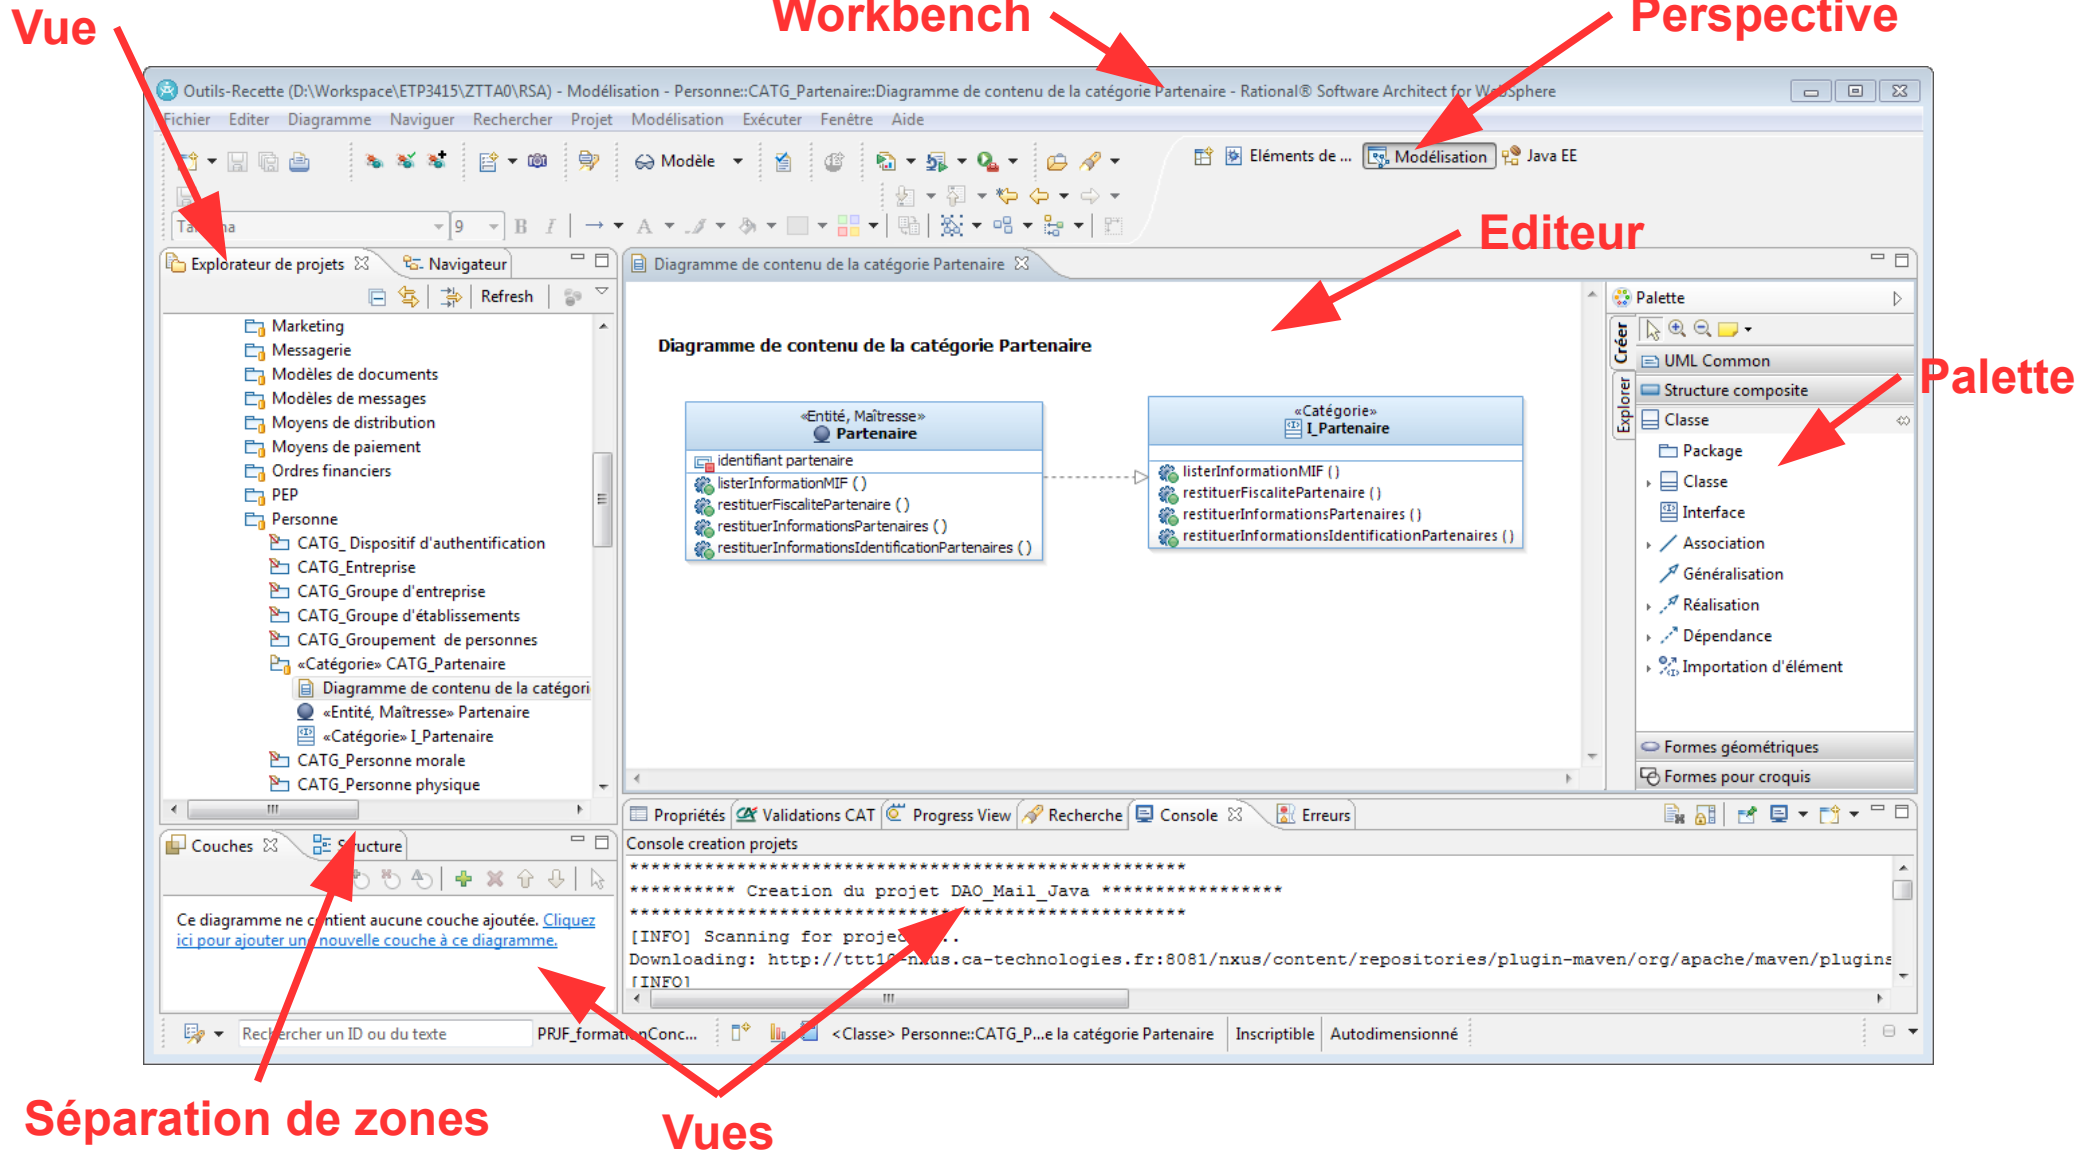 Vue
Workbench
Perspective
Outils-Recette (D:\Workspace\ETP3415\ZTTA0\RSA) - Modélisation - Personne::CATG_Partenaire::Diagramme de contenu de la catégorie Partenaire - Rational® Software Architect for WebSphere
Fichier Editer Diagramme Naviguer Rechercher Projet Modélisation Exécuter Fenêtre Aide
Modèle
Eléments de ... Modélisation Java EE
9 B I A
Editeur
Explorateur de projets Navigateur
Refresh
Marketing
Messagerie
Modèles de documents
Modèles de messages
Moyens de distribution
Moyens de paiement
Ordres financiers
PEP
Personne
CATG_ Dispositif d'authentification
CATG_Entreprise
CATG_Groupe d'entreprise
CATG_Groupe d'établissements
CATG_Groupement de personnes
«Catégorie» CATG_Partenaire
Diagramme de contenu de la catégori
«Entité, Maîtresse» Partenaire
«Catégorie» I_Partenaire
CATG_Personne morale
CATG_Personne physique
Diagramme de contenu de la catégorie Partenaire
Diagramme de contenu de la catégorie Partenaire
«Entité, Maîtresse»
Partenaire
identifiant partenaire
listerInformationMIF ( )
restituerFiscalitePartenaire ( )
restituerInformationsPartenaires ( )
restituerInformationsIdentificationPartenaires ( )
«Catégorie»
I_Partenaire
listerInformationMIF ( )
restituerFiscalitePartenaire ( )
restituerInformationsPartenaires ( )
restituerInformationsIdentificationPartenaires ( )
Palette
Créer
Explorer
UML Common
Structure composite
Classe
Package
Classe
Interface
Association
Généralisation
Réalisation
Dépendance
Importation d'élément
Formes géométriques
Formes pour croquis
Palette
Couches Structure
Ce diagramme ne contient aucune couche ajoutée. Cliquez
ici pour ajouter une nouvelle couche à ce diagramme.
Propriétés Validations CAT Progress View Recherche Console Erreurs
Console creation projets
****************************************************
********** Creation du projet DAO_Mail_Java *****************
****************************************************
[INFO] Scanning for projects...
Downloading: http://ttt10-nxus.ca-technologies.fr:8081/nxus/content/repositories/plugin-maven/org/apache/maven/plugins
[INFO]
Rechercher un ID ou du texte PRJF_formationConc... <Classe> Personne::CATG_P...e la catégorie Partenaire Inscriptible Autodimensionné
Séparation de zones
Vues